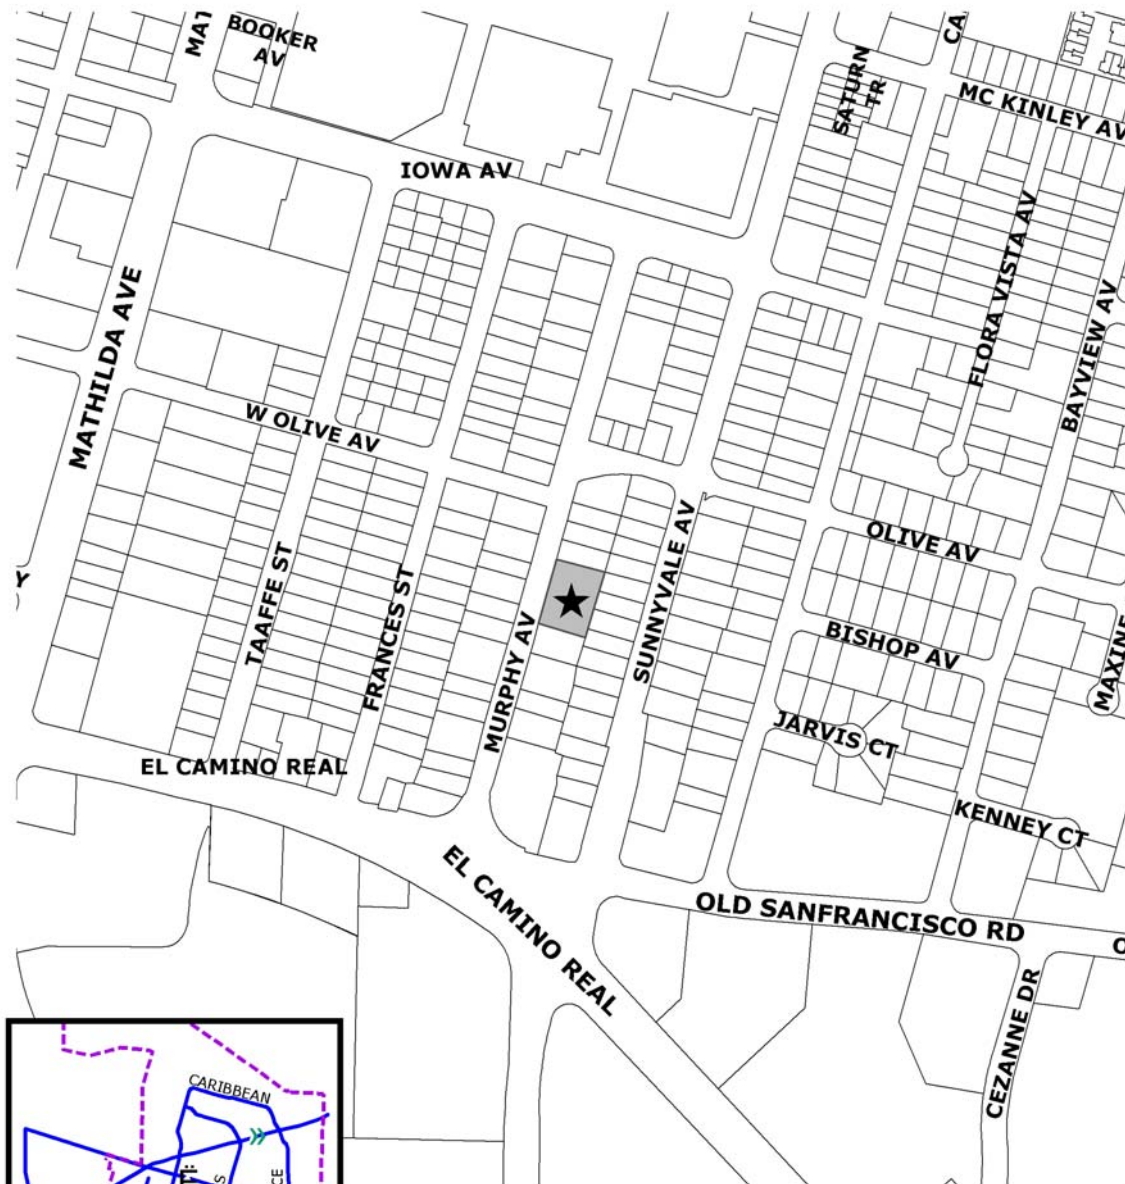 BOOKER
AV
SATURN
TR
MC KINLEY AV
IOWA AV
FLORA VISTA AV
MATHILDA AVE
BAYVIEW AV
W OLIVE AV
OLIVE AV
SUNNYVALE AV
TAAFFE ST
FRANCES ST
MURPHY AV
BISHOP AV
MAXINE
JARVIS CT
EL CAMINO REAL
KENNEY CT
EL CAMINO REAL
OLD SANFRANCISCO RD
CEZANNE DR
CARIBBEAN